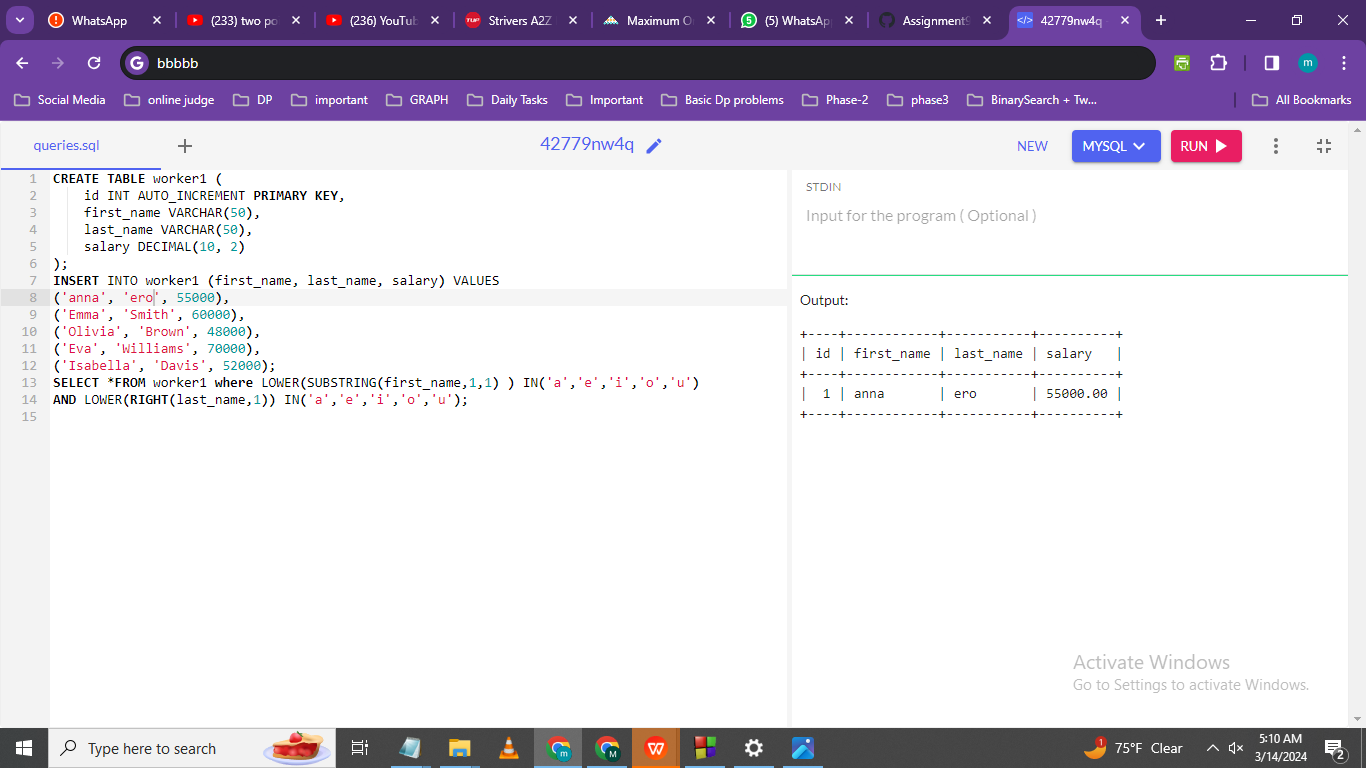 WhatsApp
(233) two po
(236) YouTub
TUF Strivers A2Z
Maximum O
5 (5) WhatsAp
Assignment9
</> 42779nw4q -
G bbbbb
m
Social Media
online judge
DP
important
GRAPH
Daily Tasks
Important
Basic Dp problems
Phase-2
phase3
BinarySearch + Tw...
All Bookmarks
queries.sql
42779nw4q
NEW
MYSQL
RUN
1 CREATE TABLE worker1 (
2 id INT AUTO_INCREMENT PRIMARY KEY,
3 first_name VARCHAR(50),
4 last_name VARCHAR(50),
5 salary DECIMAL(10, 2)
6 );
7 INSERT INTO worker1 (first_name, last_name, salary) VALUES
8 ('anna', 'ero', 55000),
9 ('Emma', 'Smith', 60000),
10 ('Olivia', 'Brown', 48000),
11 ('Eva', 'Williams', 70000),
12 ('Isabella', 'Davis', 52000);
13 SELECT *FROM worker1 where LOWER(SUBSTRING(first_name,1,1) ) IN('a','e','i','o','u')
14 AND LOWER(RIGHT(last_name,1)) IN('a','e','i','o','u');
15
STDIN
Input for the program ( Optional )
Output:
+----+------------+-----------+----------+
| id | first_name | last_name | salary   |
+----+------------+-----------+----------+
|  1 | anna       | ero       | 55000.00 |
+----+------------+-----------+----------+
Activate Windows
Go to Settings to activate Windows.
Type here to search
m
M
W
1
75°F Clear
5:10 AM
3/14/2024
2